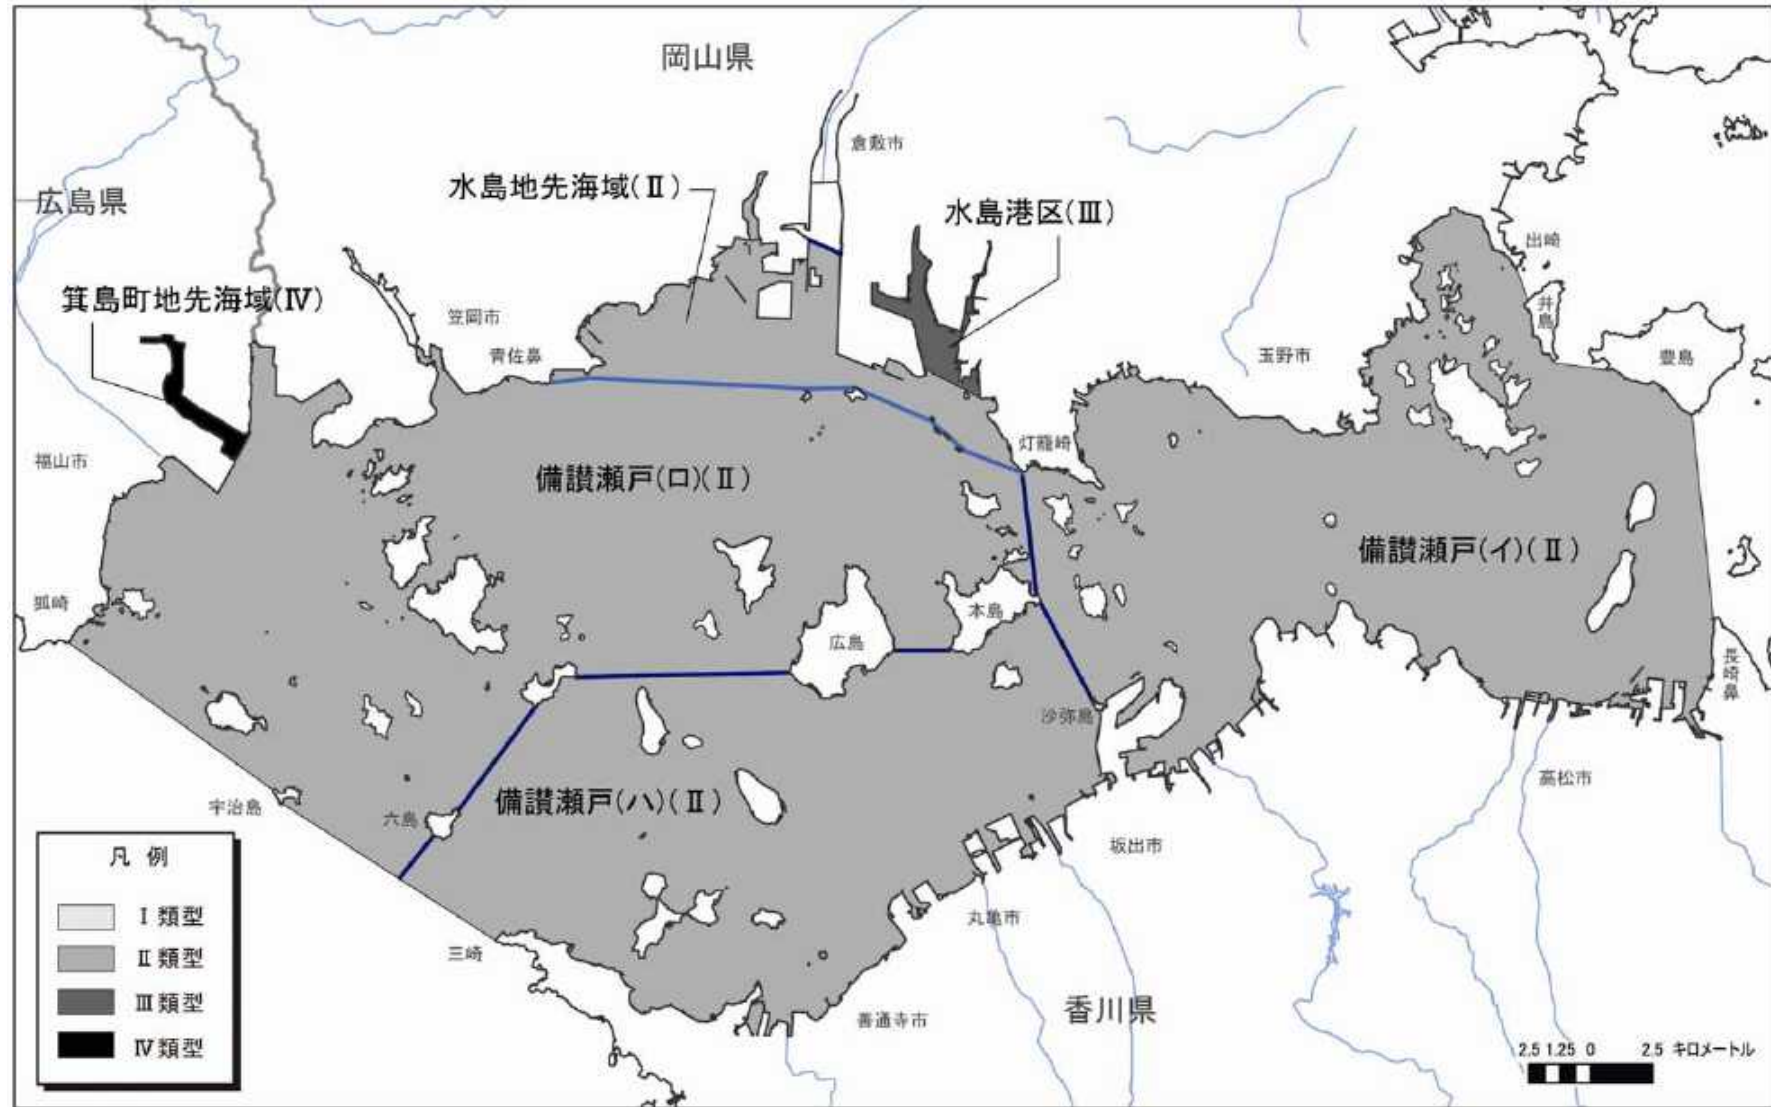 岡山県
倉敷市
水島地先海域(Ⅱ)
広島県
水島港区(Ⅲ)
出崎
箕島町地先海域(Ⅳ)
井島
笠岡市
青佐鼻
玉野市
豊島
灯籠崎
福山市
備讃瀬戸(ロ)(Ⅱ)
備讃瀬戸(イ)(Ⅱ)
狐崎
本島
広島
長崎鼻
沙弥島
高松市
宇治島
六島
備讃瀬戸(ハ)(Ⅱ)
坂出市
丸亀市
三崎
香川県
善通寺市
凡 例
Ⅰ類型
Ⅱ類型
Ⅲ類型
Ⅳ類型
2.5 1.25 0 2.5 キロメートル